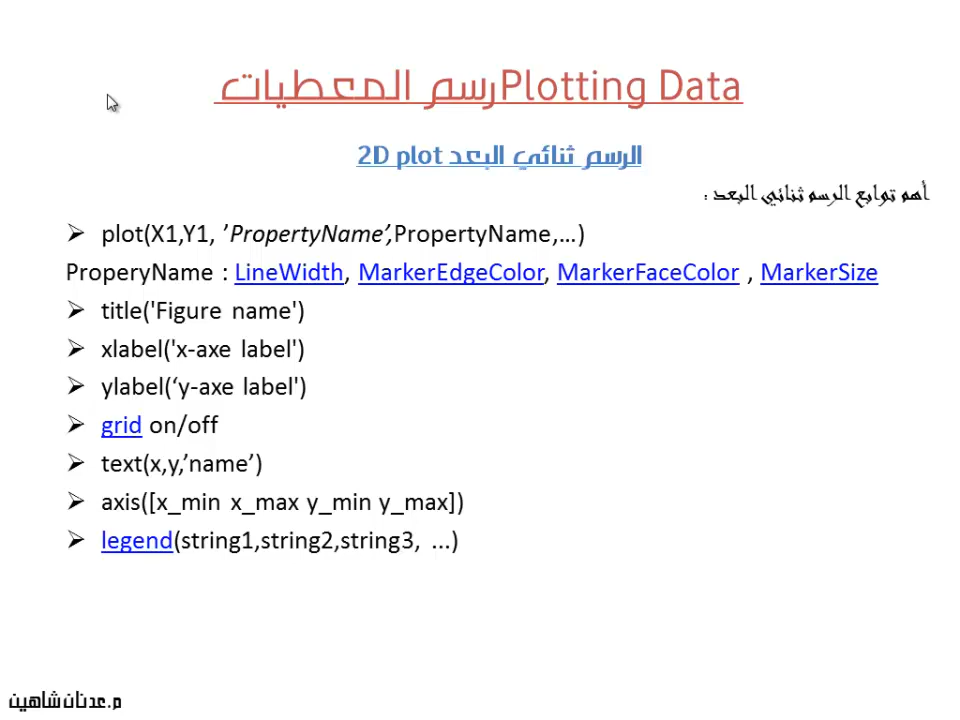 رسم المعطيات Plotting Data
الرسم ثنائي البعد 2D plot
أهم توابع الرسم ثنائي البعد :
➢ plot(X1,Y1, ’PropertyName’,PropertyName,…)
ProperyName : LineWidth, MarkerEdgeColor, MarkerFaceColor , MarkerSize
➢ title('Figure name')
➢ xlabel('x-axe label')
➢ ylabel(‘y-axe label')
➢ grid on/off
➢ text(x,y,’name’)
➢ axis([x_min x_max y_min y_max])
➢ legend(string1,string2,string3, ...)
م.عدنان شاهين